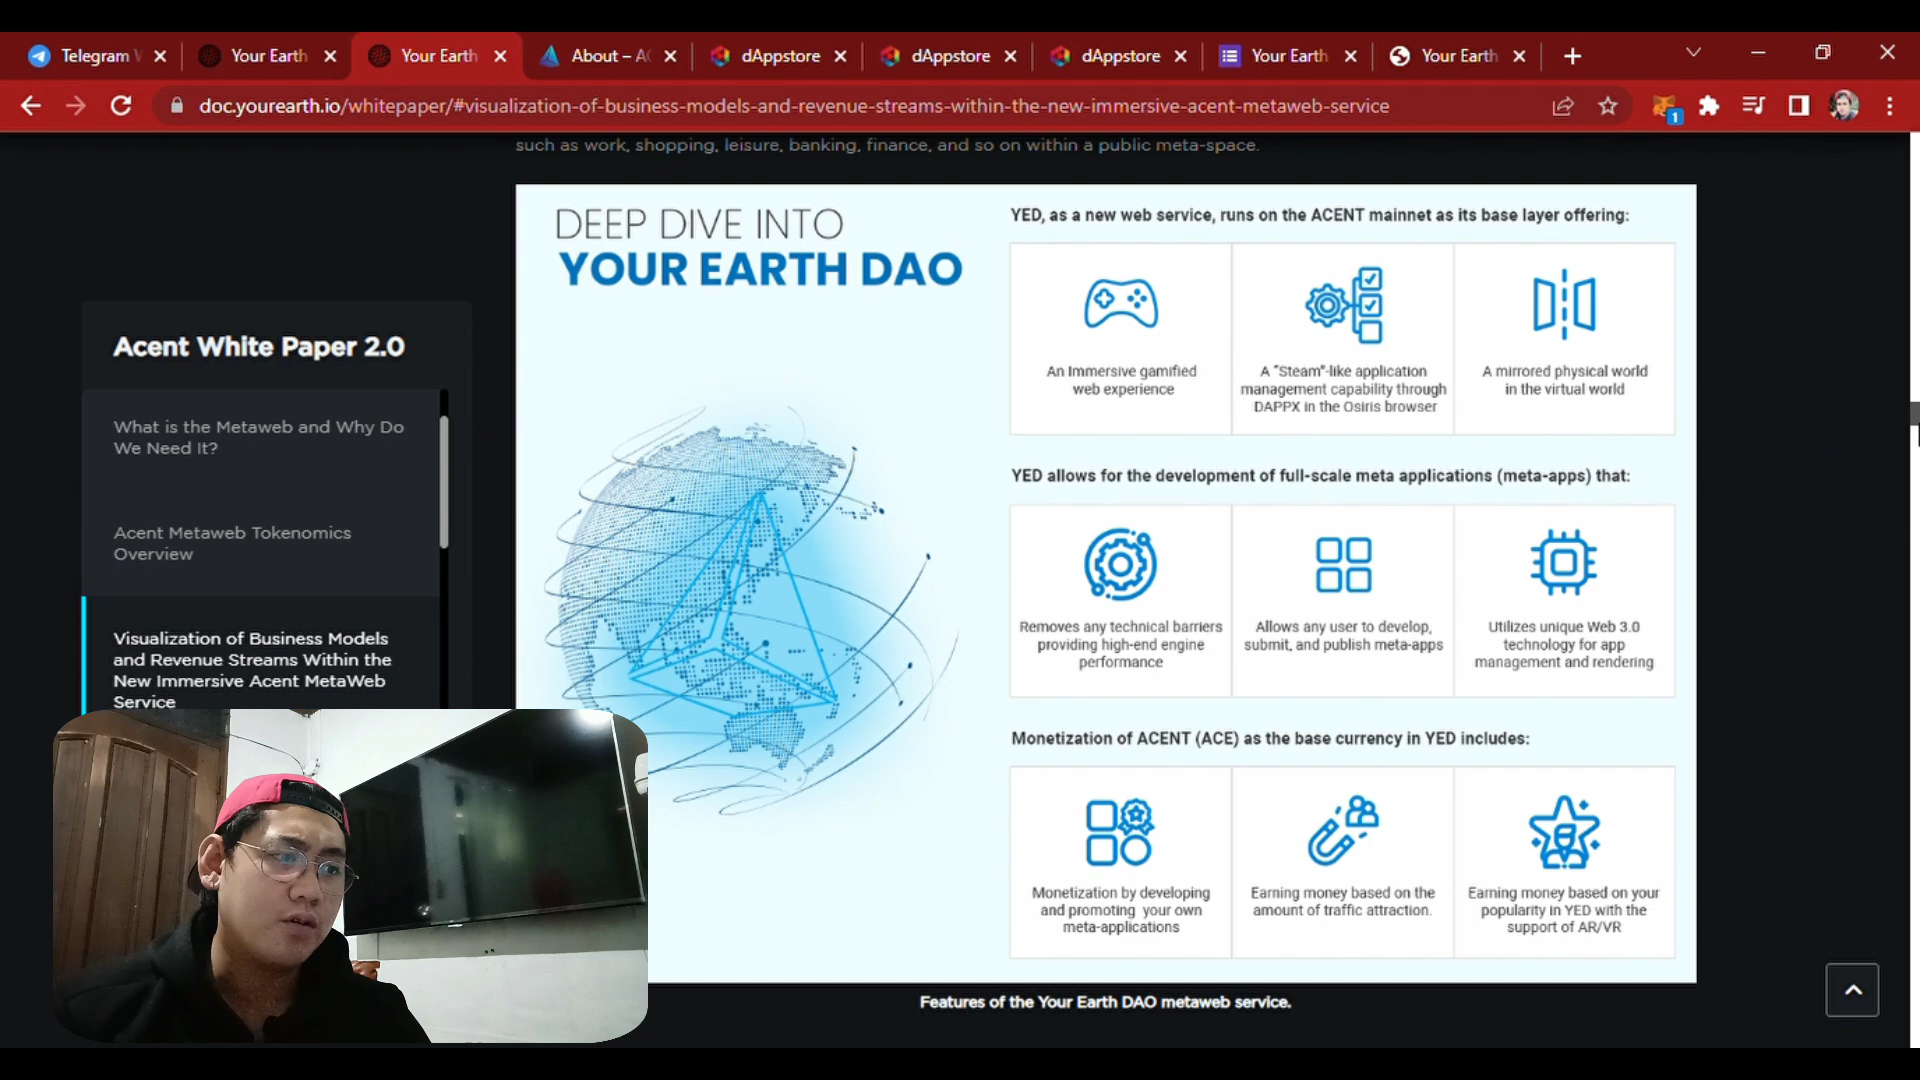 Telegram
Your Earth
Your Earth
About – AC
dAppstore
dAppstore
dAppstore
Your Earth
Your Earth
doc.yourearth.io/whitepaper/#visualization-of-business-models-and-revenue-streams-within-the-new-immersive-acent-metaweb-service
1
such as work, shopping, leisure, banking, finance, and so on within a public meta-space.
Acent White Paper 2.0
What is the Metaweb and Why Do
We Need It?
Acent Metaweb Tokenomics
Overview
Visualization of Business Models
and Revenue Streams Within the
New Immersive Acent MetaWeb
Service
DEEP DIVE INTO
YOUR EARTH DAO
YED, as a new web service, runs on the ACENT mainnet as its base layer offering:
An Immersive gamified
web experience
A "Steam"-like application
management capability through
DAPPX in the Osiris browser
A mirrored physical world
in the virtual world
YED allows for the development of full-scale meta applications (meta-apps) that:
Removes any technical barriers
providing high-end engine
performance
Allows any user to develop,
submit, and publish meta-apps
Utilizes unique Web 3.0
technology for app
management and rendering
Monetization of ACENT (ACE) as the base currency in YED includes:
Monetization by developing
and promoting your own
meta-applications
Earning money based on the
amount of traffic attraction.
Earning money based on your
popularity in YED with the
support of AR/VR
Features of the Your Earth DAO metaweb service.